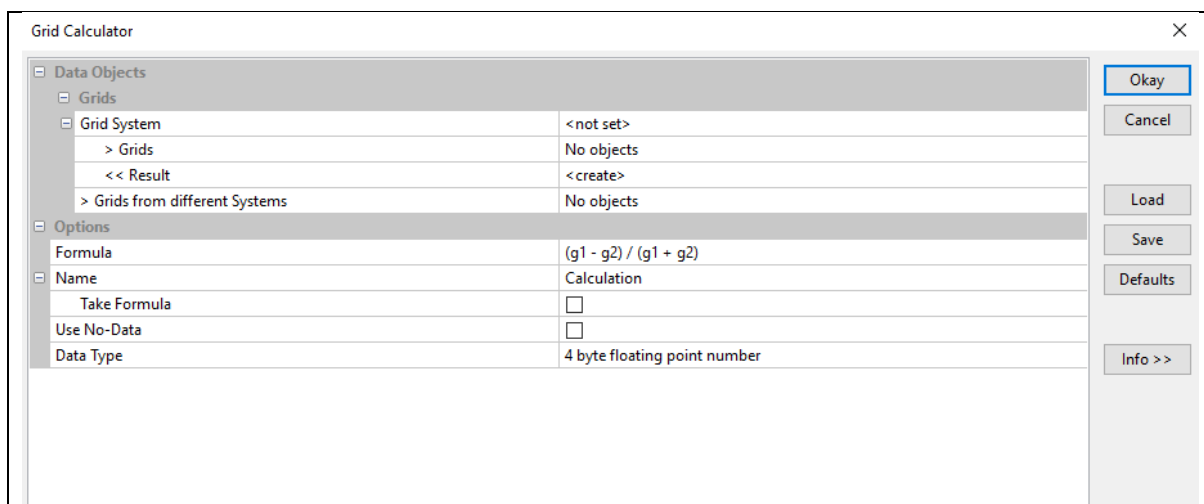 Grid Calculator
Data Objects
Grids
Grid System <not set>
> Grids No objects
<< Result <create>
> Grids from different Systems No objects
Options
Formula (g1 - g2) / (g1 + g2)
Name Calculation
Take Formula
Use No-Data
Data Type 4 byte floating point number
Okay
Cancel
Load
Save
Defaults
Info >>